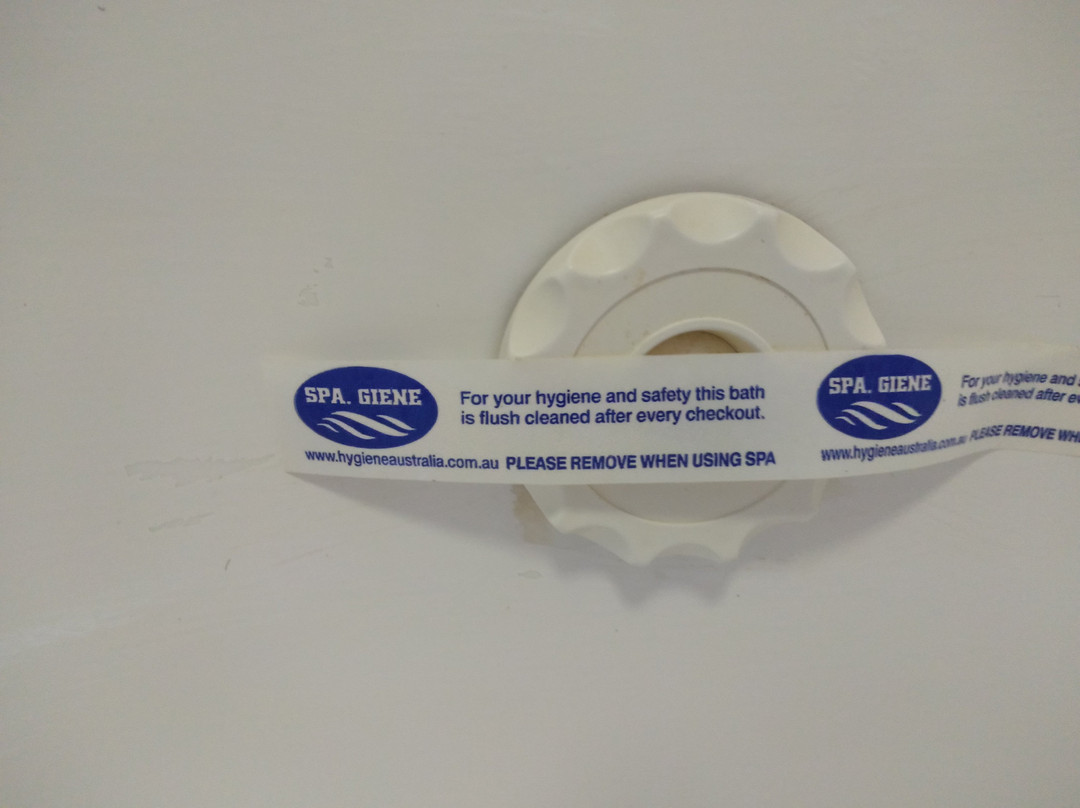 SPA. GIENE
For your hygiene and safety this bath
is flush cleaned after every checkout.
www.hygieneaustralia.com.au PLEASE REMOVE WHEN USING SPA
SPA. GIENE
For your hygiene and
is flush cleaned after
www.hygieneaustralia.com.au PLEASE REMOVE